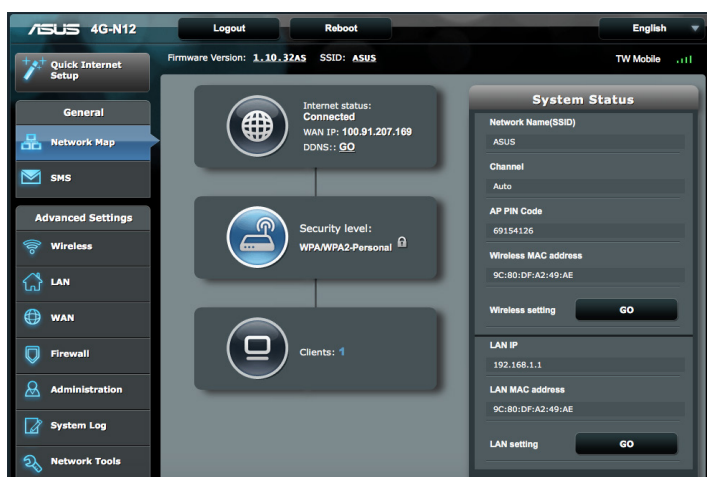 ASUS 4G-N12
Logout
Reboot
English
Quick Internet
Setup
Firmware Version: 1.10.32AS SSID: ASUS
TW Mobile
General
Network Map
SMS
Advanced Settings
Wireless
LAN
WAN
Firewall
Administration
System Log
Network Tools
Internet status:
Connected
WAN IP: 100.91.207.169
DDNS:: GO
Security level:
WPA/WPA2-Personal
Clients: 1
System Status
Network Name(SSID)
ASUS
Channel
Auto
AP PIN Code
69154126
Wireless MAC address
9C:80:DF:A2:49:AE
Wireless setting GO
LAN IP
192.168.1.1
LAN MAC address
9C:80:DF:A2:49:AE
LAN setting GO